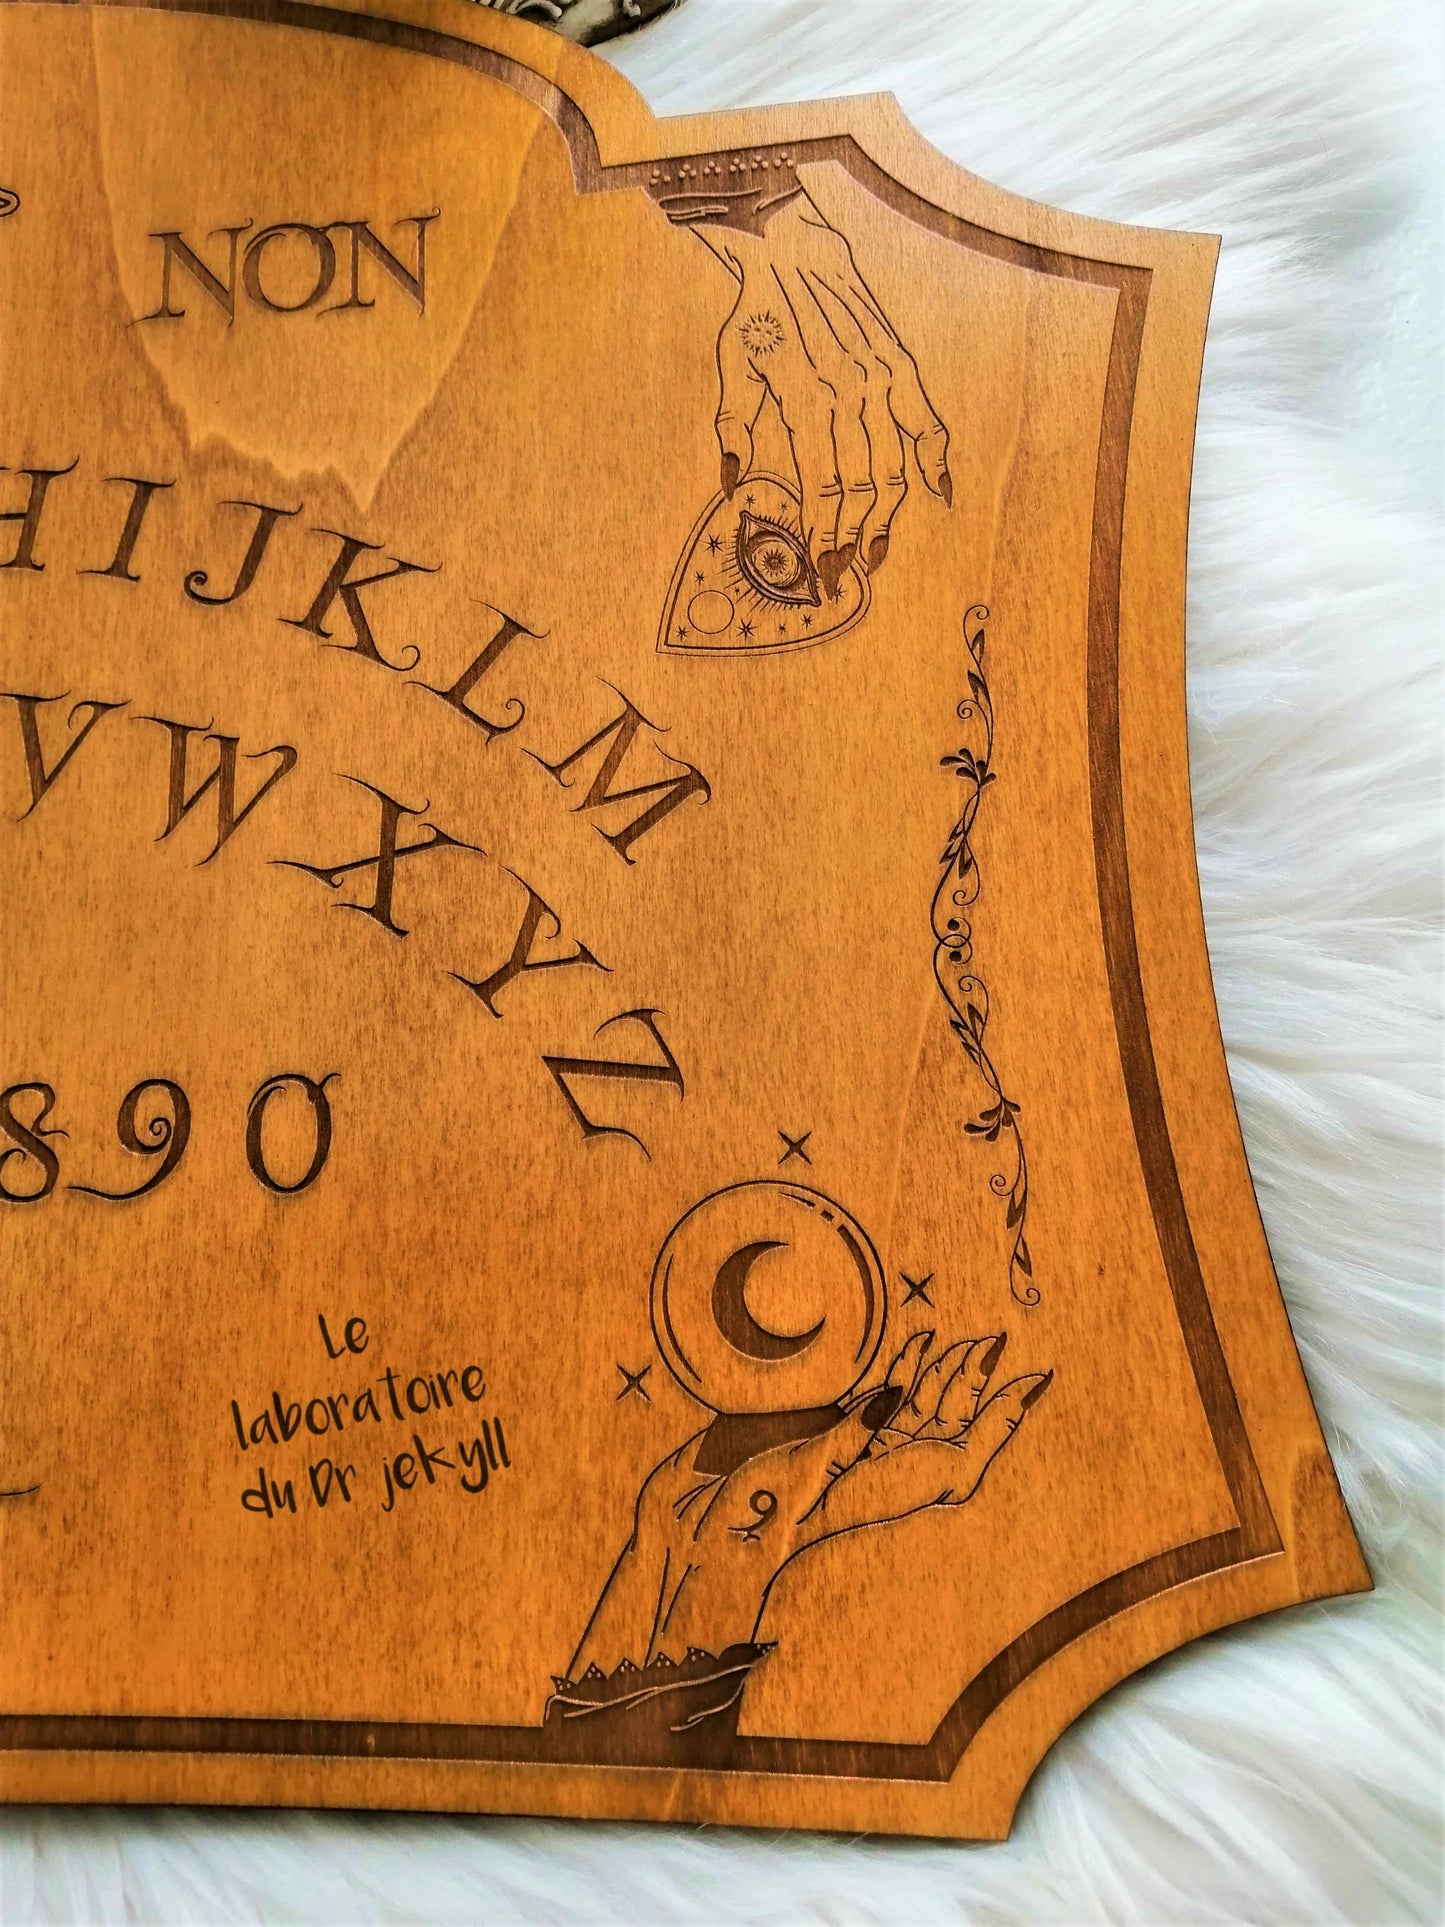 NON
HIJKLM
VWXYZ
890
Le
laboratoire
du Dr jekyll